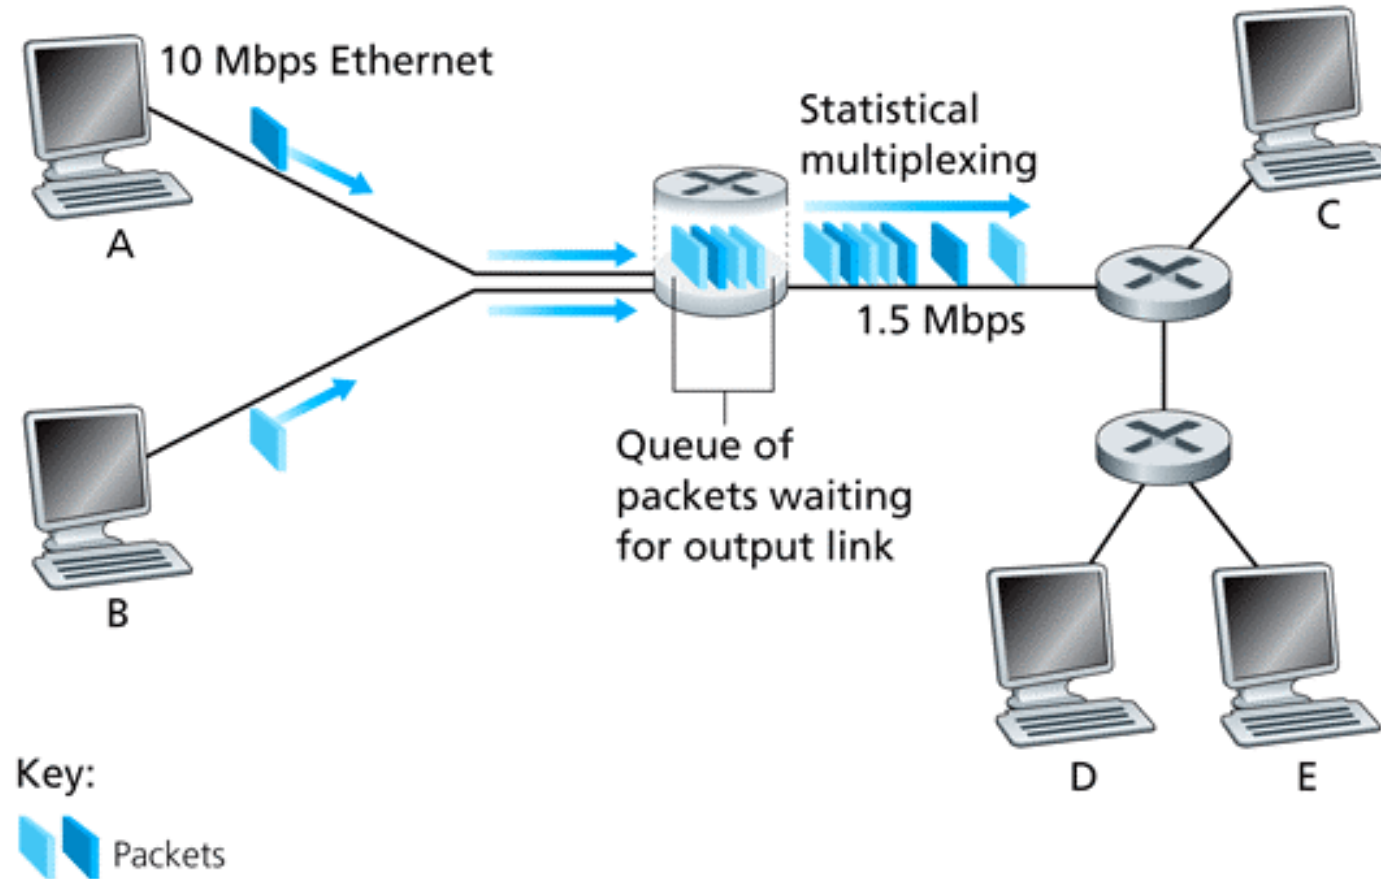 10 Mbps Ethernet
Statistical
multiplexing
A
C
1.5 Mbps
Queue of
packets waiting
for output link
B
D
E
Key:
Packets